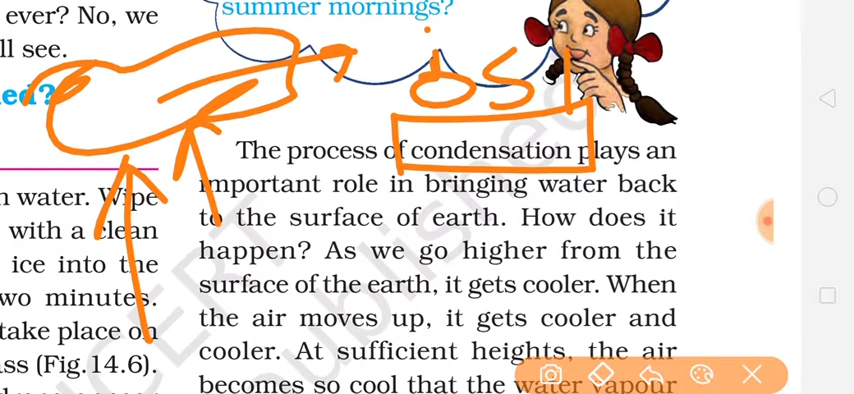 summer mornings?
ever? No, we
ll see.
ed?
The process of condensation plays an
important role in bringing water back
to the surface of earth. How does it
happen? As we go higher from the
surface of the earth, it gets cooler. When
the air moves up, it gets cooler and
cooler. At sufficient heights, the air
becomes so cool that the water vapour
n water. Wipe
with a clean
ice into the
wo minutes.
take place on
ass (Fig.14.6).
NCERT